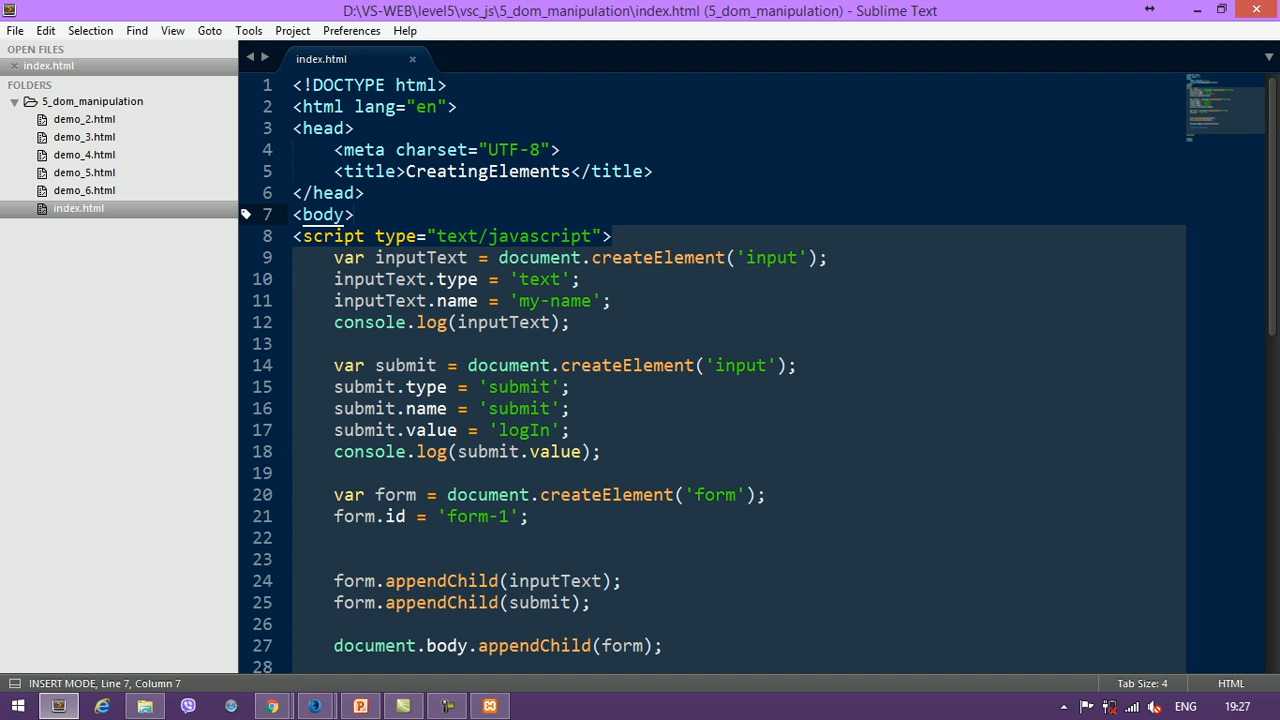 D:\VS-WEB\level5\vsc_js\5_dom_manipulation\index.html (5_dom_manipulation) - Sublime Text
File Edit Selection Find View Goto Tools Project Preferences Help
OPEN FILES
index.html
FOLDERS
5_dom_manipulation
demo_2.html
demo_3.html
demo_4.html
demo_5.html
demo_6.html
index.html
index.html
1 <!DOCTYPE html>
2 <html lang="en">
3 <head>
4 <meta charset="UTF-8">
5 <title>CreatingElements</title>
6 </head>
7 <body>
8 <script type="text/javascript">
9 var inputText = document.createElement('input');
10 inputText.type = 'text';
11 inputText.name = 'my-name';
12 console.log(inputText);
13
14 var submit = document.createElement('input');
15 submit.type = 'submit';
16 submit.name = 'submit';
17 submit.value = 'logIn';
18 console.log(submit.value);
19
20 var form = document.createElement('form');
21 form.id = 'form-1';
22
23
24 form.appendChild(inputText);
25 form.appendChild(submit);
26
27 document.body.appendChild(form);
28
INSERT MODE, Line 7, Column 7 Tab Size: 4 HTML
ENG 19:27